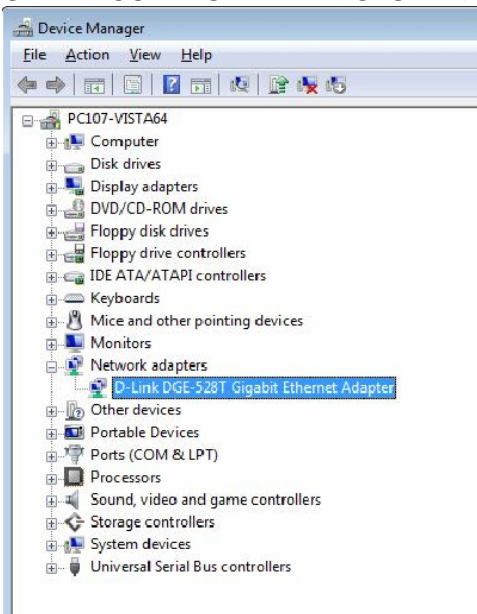 Device Manager
File Action View Help
PC107-VISTA64
Computer
Disk drives
Display adapters
DVD/CD-ROM drives
Floppy disk drives
Floppy drive controllers
IDE ATA/ATAPI controllers
Keyboards
Mice and other pointing devices
Monitors
Network adapters
D-Link DGE-528T Gigabit Ethernet Adapter
Other devices
Portable Devices
Ports (COM & LPT)
Processors
Sound, video and game controllers
Storage controllers
System devices
Universal Serial Bus controllers